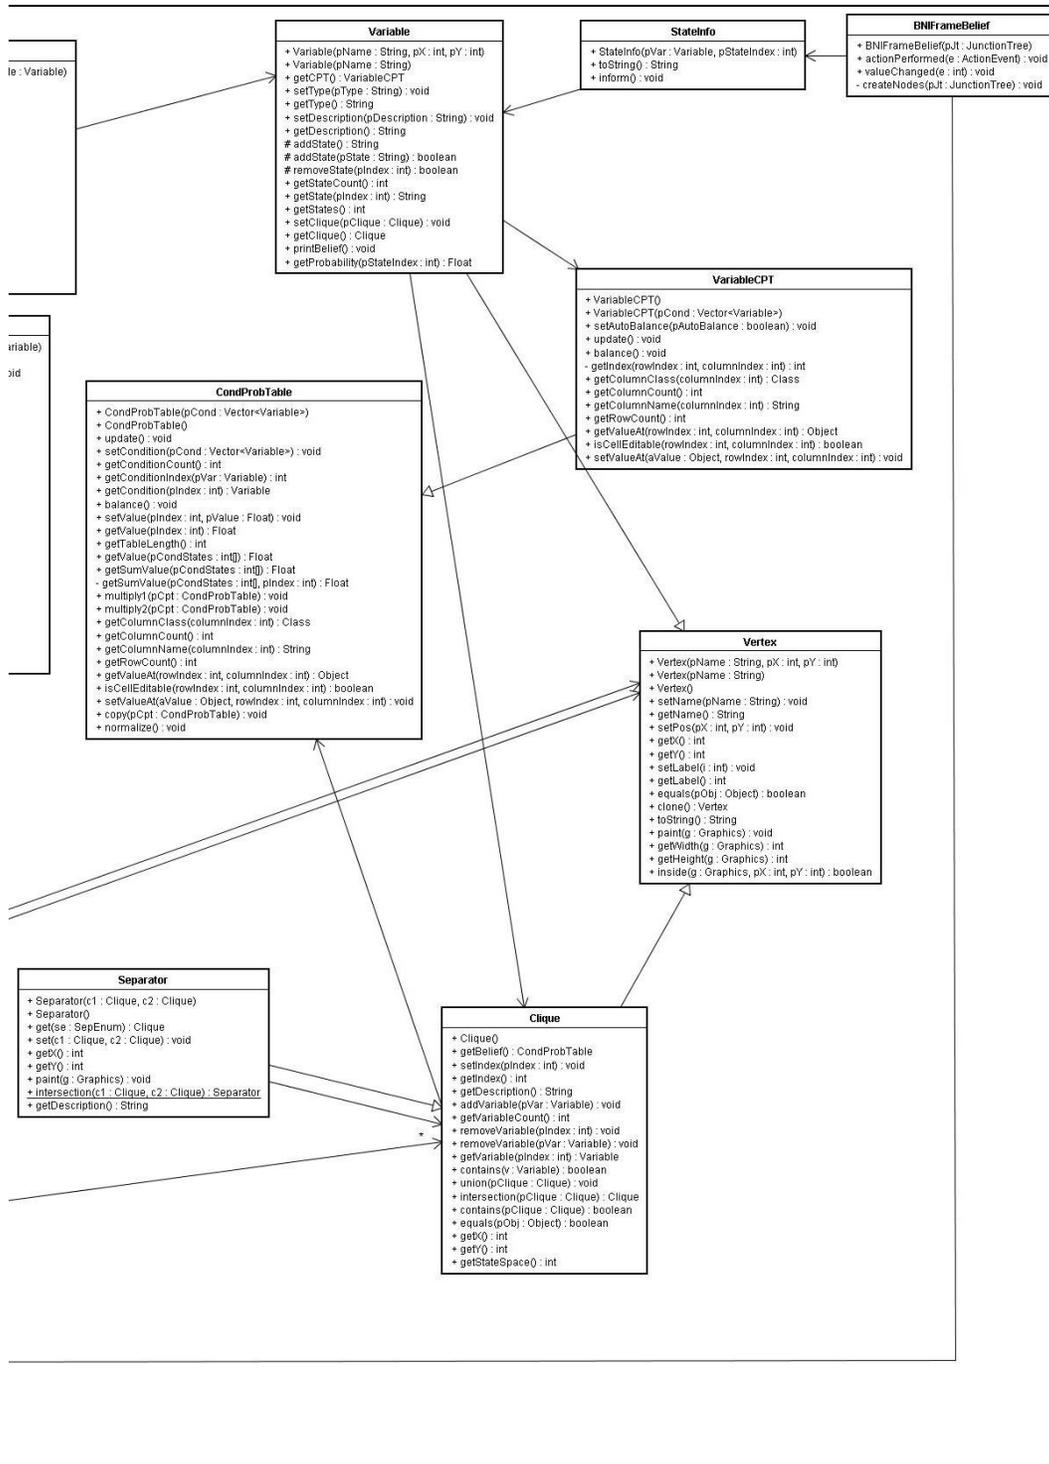 le : Variable)
ariable)
oid
Variable
+ Variable(pName : String, pX : int, pY : int)
+ Variable(pName : String)
+ getCPT() : VariableCPT
+ setType(pType : String) : void
+ getType() : String
+ setDescription(pDescription : String) : void
+ getDescription() : String
# addState() : String
# addState(pState : String) : boolean
# removeState(pIndex : int) : boolean
+ getStateCount() : int
+ getState(pIndex : int) : String
+ getStates() : int
+ setClique(pClique : Clique) : void
+ getClique() : Clique
+ printBelief() : void
+ getProbability(pStateIndex : int) : Float
StateInfo
+ StateInfo(pVar : Variable, pStateIndex : int)
+ toString() : String
+ inform() : void
BNIFrameBelief
+ BNIFrameBelief(pJt : JunctionTree)
+ actionPerformed(e : ActionEvent) : void
+ valueChanged(e : int) : void
- createNodes(pJt : JunctionTree) : void
VariableCPT
+ VariableCPT()
+ VariableCPT(pCond : Vector<Variable>)
+ setAutoBalance(pAutoBalance : boolean) : void
+ update() : void
+ balance() : void
- getIndex(rowIndex : int, columnIndex : int) : int
+ getColumnClass(columnIndex : int) : Class
+ getColumnCount() : int
+ getColumnName(columnIndex : int) : String
+ getRowCount() : int
+ getValueAt(rowIndex : int, columnIndex : int) : Object
+ isCellEditable(rowIndex : int, columnIndex : int) : boolean
+ setValueAt(aValue : Object, rowIndex : int, columnIndex : int) : void
CondProbTable
+ CondProbTable(pCond : Vector<Variable>)
+ CondProbTable()
+ update() : void
+ setCondition(pCond : Vector<Variable>) : void
+ getConditionCount() : int
+ getConditionIndex(pVar : Variable) : int
+ getCondition(pIndex : int) : Variable
+ balance() : void
+ setValue(pIndex : int, pValue : Float) : void
+ getValue(pIndex : int) : Float
+ getTableLength() : int
+ getValue(pCondStates : int[]) : Float
+ getSumValue(pCondStates : int[]) : Float
- getSumValue(pCondStates : int[], pIndex : int) : Float
+ multiply1(pCpt : CondProbTable) : void
+ multiply2(pCpt : CondProbTable) : void
+ getColumnClass(columnIndex : int) : Class
+ getColumnCount() : int
+ getColumnName(columnIndex : int) : String
+ getRowCount() : int
+ getValueAt(rowIndex : int, columnIndex : int) : Object
+ isCellEditable(rowIndex : int, columnIndex : int) : boolean
+ setValueAt(aValue : Object, rowIndex : int, columnIndex : int) : void
+ copy(pCpt : CondProbTable) : void
+ normalize() : void
Vertex
+ Vertex(pName : String, pX : int, pY : int)
+ Vertex(pName : String)
+ Vertex()
+ setName(pName : String) : void
+ getName() : String
+ setPos(pX : int, pY : int) : void
+ getX() : int
+ getY() : int
+ setLabel(i : int) : void
+ getLabel() : int
+ equals(pObj : Object) : boolean
+ clone() : Vertex
+ toString() : String
+ paint(g : Graphics) : void
+ getWidth(g : Graphics) : int
+ getHeight(g : Graphics) : int
+ inside(g : Graphics, pX : int, pY : int) : boolean
Separator
+ Separator(c1 : Clique, c2 : Clique)
+ Separator()
+ get(se : SepEnum) : Clique
+ set(c1 : Clique, c2 : Clique) : void
+ getX() : int
+ getY() : int
+ paint(g : Graphics) : void
+ intersection(c1 : Clique, c2 : Clique) : Separator
+ getDescription() : String
*
Clique
+ Clique()
+ getBelief() : CondProbTable
+ setIndex(pIndex : int) : void
+ getIndex() : int
+ getDescription() : String
+ addVariable(pVar : Variable) : void
+ getVariableCount() : int
+ removeVariable(pIndex : int) : void
+ removeVariable(pVar : Variable) : void
+ getVariable(pIndex : int) : Variable
+ contains(v : Variable) : boolean
+ union(pClique : Clique) : void
+ intersection(pClique : Clique) : Clique
+ contains(pClique : Clique) : boolean
+ equals(pObj : Object) : boolean
+ getX() : int
+ getY() : int
+ getStateSpace() : int